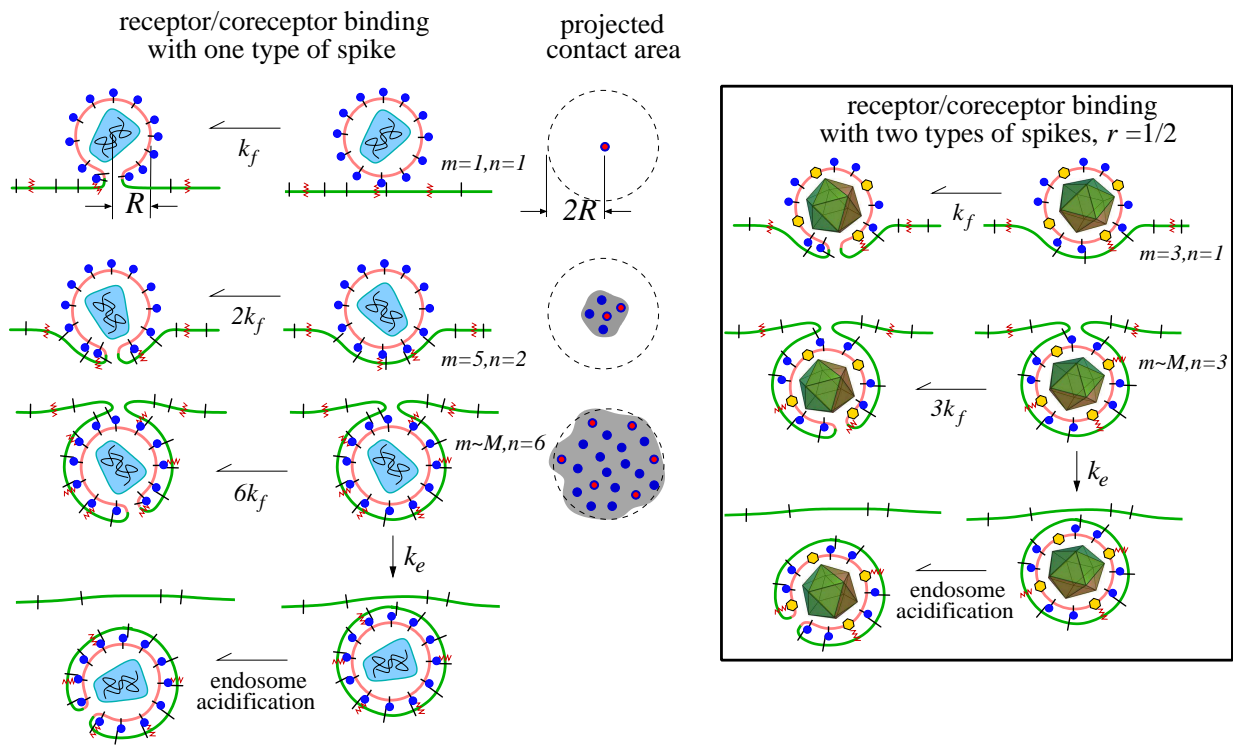 receptor/coreceptor binding
with one type of spike
projected
contact area
k_f
m=1,n=1
R
2R
2k_f
m=5,n=2
6k_f
m~M,n=6
k_e
endosome
acidification
receptor/coreceptor binding
with two types of spikes, r =1/2
k_f
m=3,n=1
3k_f
m~M,n=3
k_e
endosome
acidification